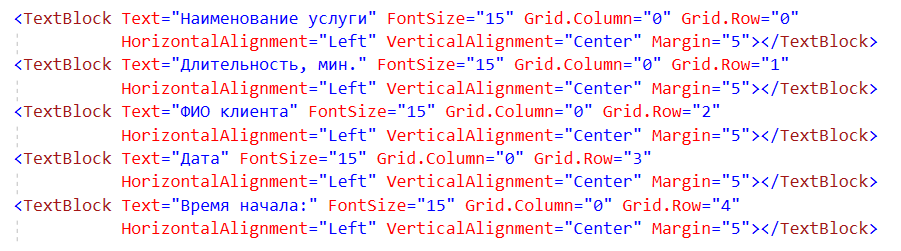 <TextBlock Text="Наименование услуги" FontSize="15" Grid.Column="0" Grid.Row="0"
HorizontalAlignment="Left" VerticalAlignment="Center" Margin="5"></TextBlock>
<TextBlock Text="Длительность, мин." FontSize="15" Grid.Column="0" Grid.Row="1"
HorizontalAlignment="Left" VerticalAlignment="Center" Margin="5"></TextBlock>
<TextBlock Text="ФИО клиента" FontSize="15" Grid.Column="0" Grid.Row="2"
HorizontalAlignment="Left" VerticalAlignment="Center" Margin="5"></TextBlock>
<TextBlock Text="Дата" FontSize="15" Grid.Column="0" Grid.Row="3"
HorizontalAlignment="Left" VerticalAlignment="Center" Margin="5"></TextBlock>
<TextBlock Text="Время начала:" FontSize="15" Grid.Column="0" Grid.Row="4"
HorizontalAlignment="Left" VerticalAlignment="Center" Margin="5"></TextBlock>